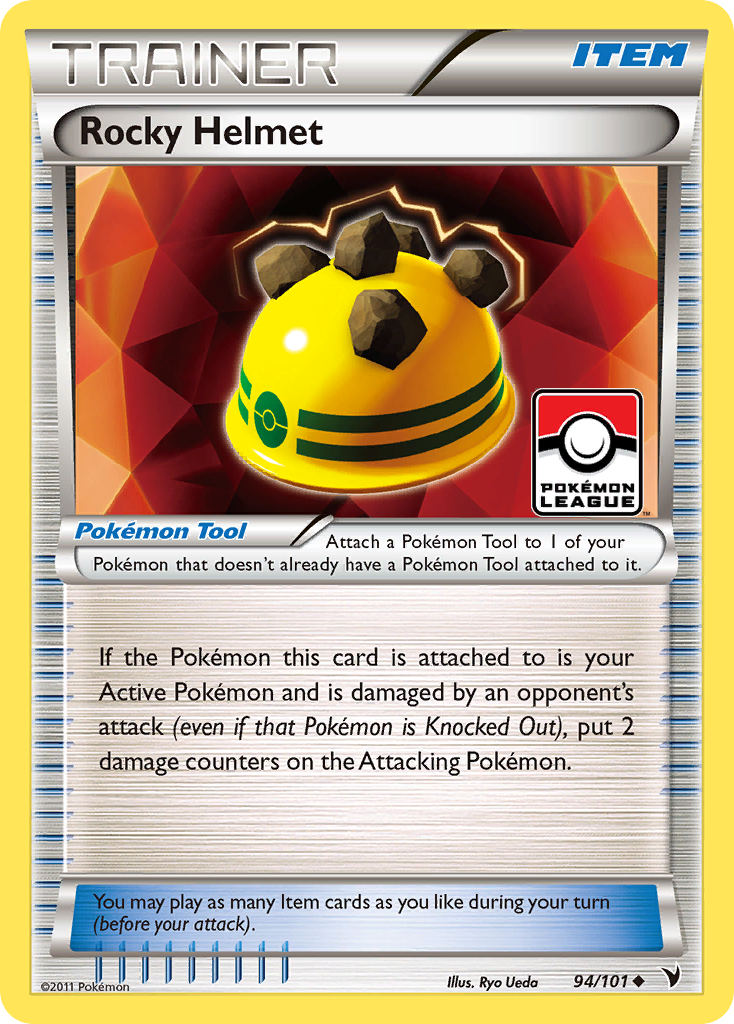 TRAINER
ITEM
Rocky Helmet
POKÉMON
LEAGUE
™
Pokémon Tool
Attach a Pokémon Tool to 1 of your
Pokémon that doesn't already have a Pokémon Tool attached to it.
If the Pokémon this card is attached to is your
Active Pokémon and is damaged by an opponent's
attack (even if that Pokémon is Knocked Out), put 2
damage counters on the Attacking Pokémon.
You may play as many Item cards as you like during your turn
(before your attack).
©2011 Pokémon
Illus. Ryo Ueda
94/101 ◆